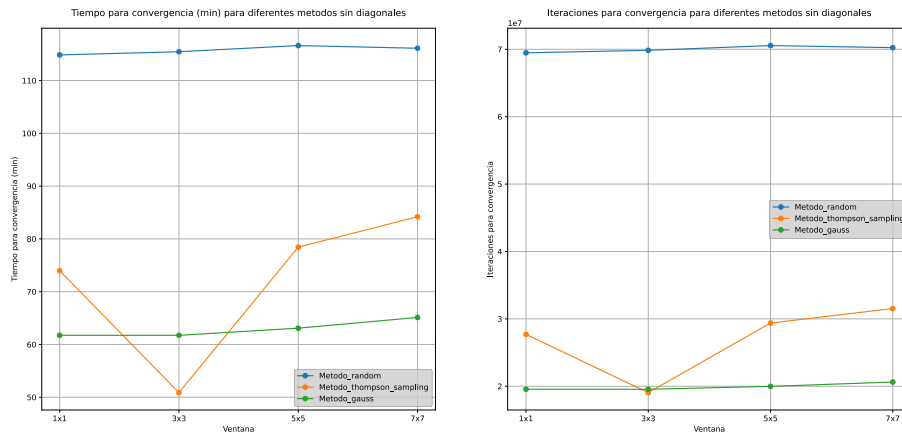 Tiempo para convergencia (min) para diferentes metodos sin diagonales
Tiempo para convergencia (min)
110
100
90
80
70
60
50
1x1
3x3
5x5
7x7
Ventana
Metodo_random
Metodo_thompson_sampling
Metodo_gauss
Iteraciones para convergencia para diferentes metodos sin diagonales
1e7
Iteraciones para convergencia
7
6
5
4
3
2
1x1
3x3
5x5
7x7
Ventana
Metodo_random
Metodo_thompson_sampling
Metodo_gauss